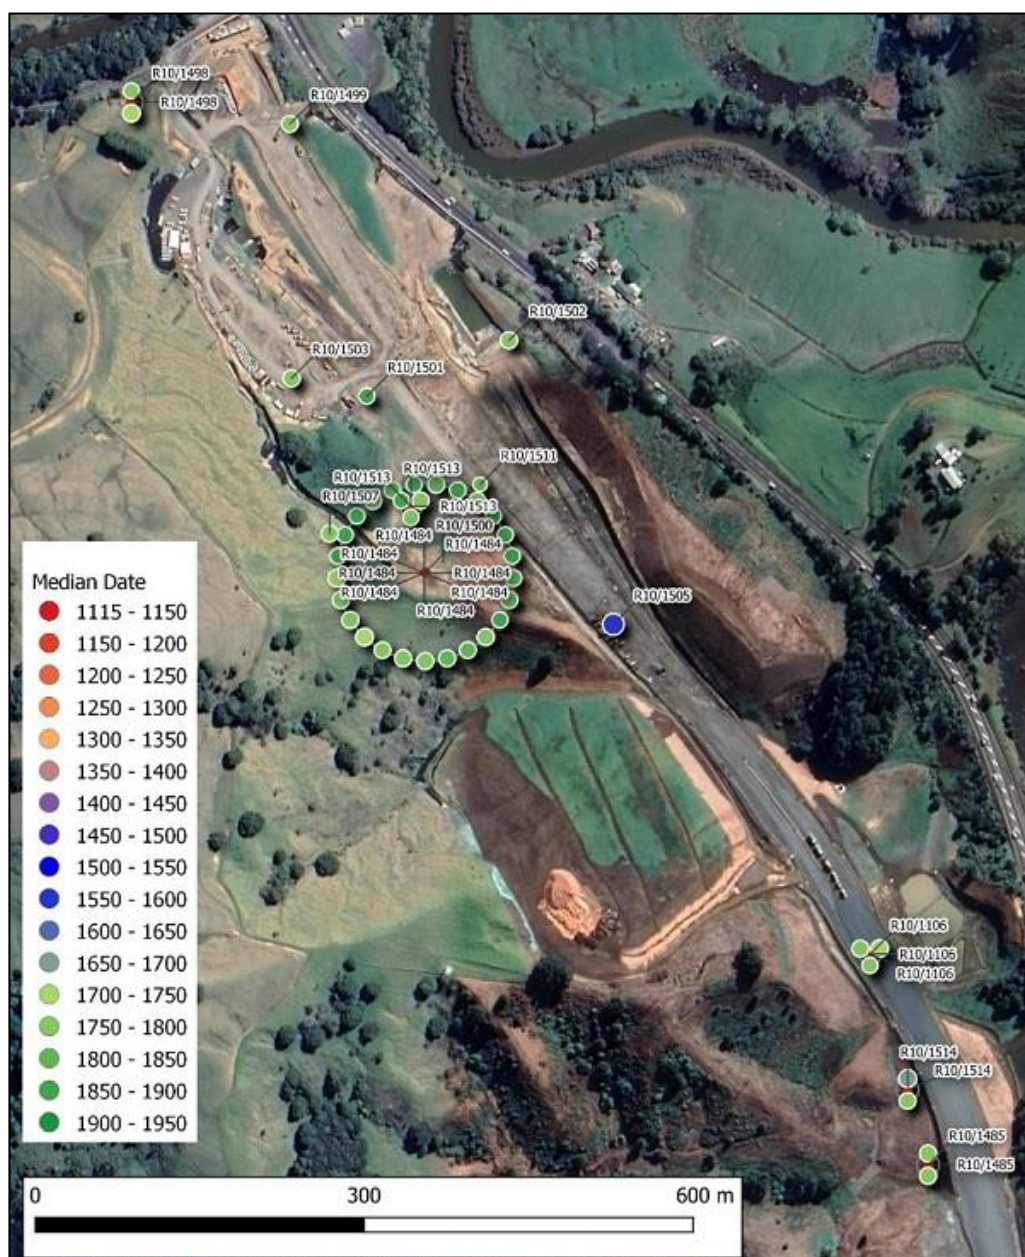 R10/1498
R10/1498
R10/1499
R10/1502
R10/1503
R10/1501
R10/1511
R10/1513
R10/1513
R10/1507
R10/1513
R10/1500
R10/1484
R10/1484
R10/1484
R10/1484
R10/1484
R10/1484
R10/1484
R10/1484
R10/1505
Median Date
1115 - 1150
1150 - 1200
1200 - 1250
1250 - 1300
1300 - 1350
1350 - 1400
1400 - 1450
1450 - 1500
1500 - 1550
1550 - 1600
1600 - 1650
1650 - 1700
1700 - 1750
1750 - 1800
1800 - 1850
1850 - 1900
1900 - 1950
R10/1106
R10/1106
R10/1106
R10/1514
R10/1514
R10/1485
R10/1485
0 300 600 m